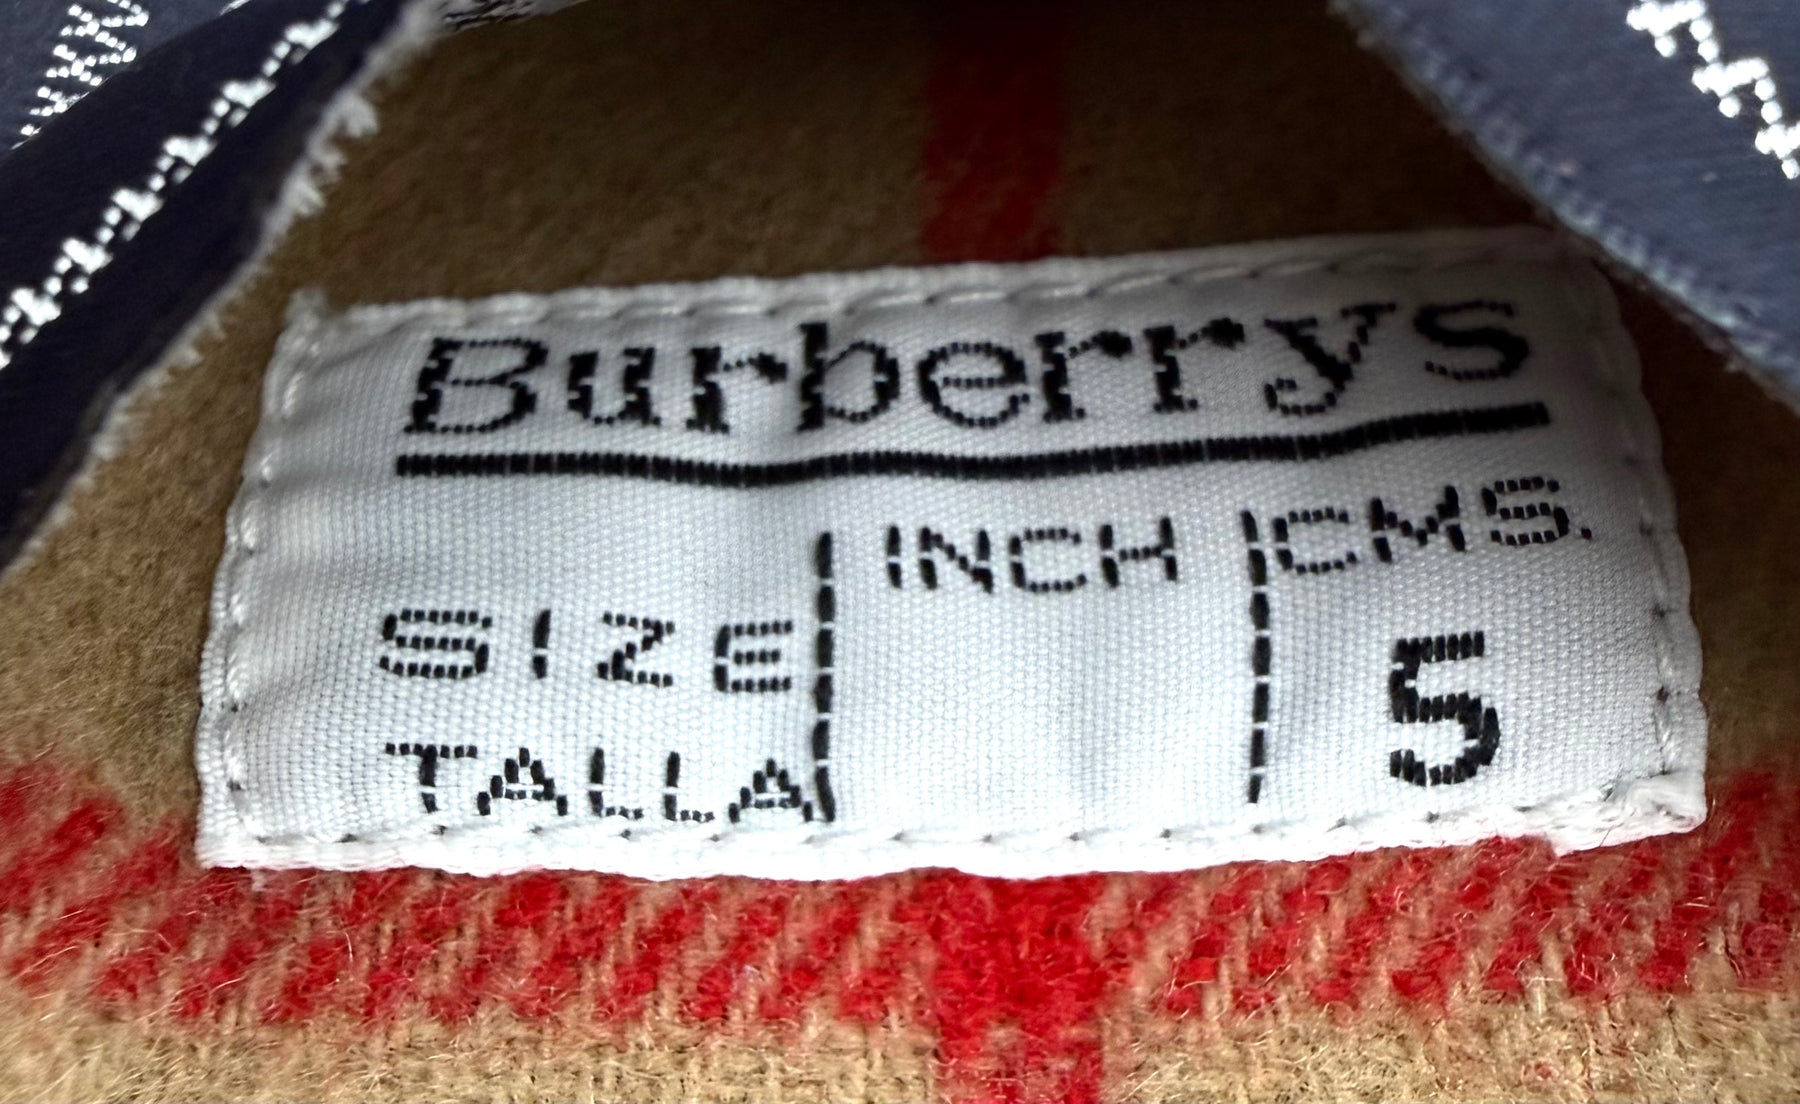 Burberrys
INCH CMS.
SIZE 5
TALLA